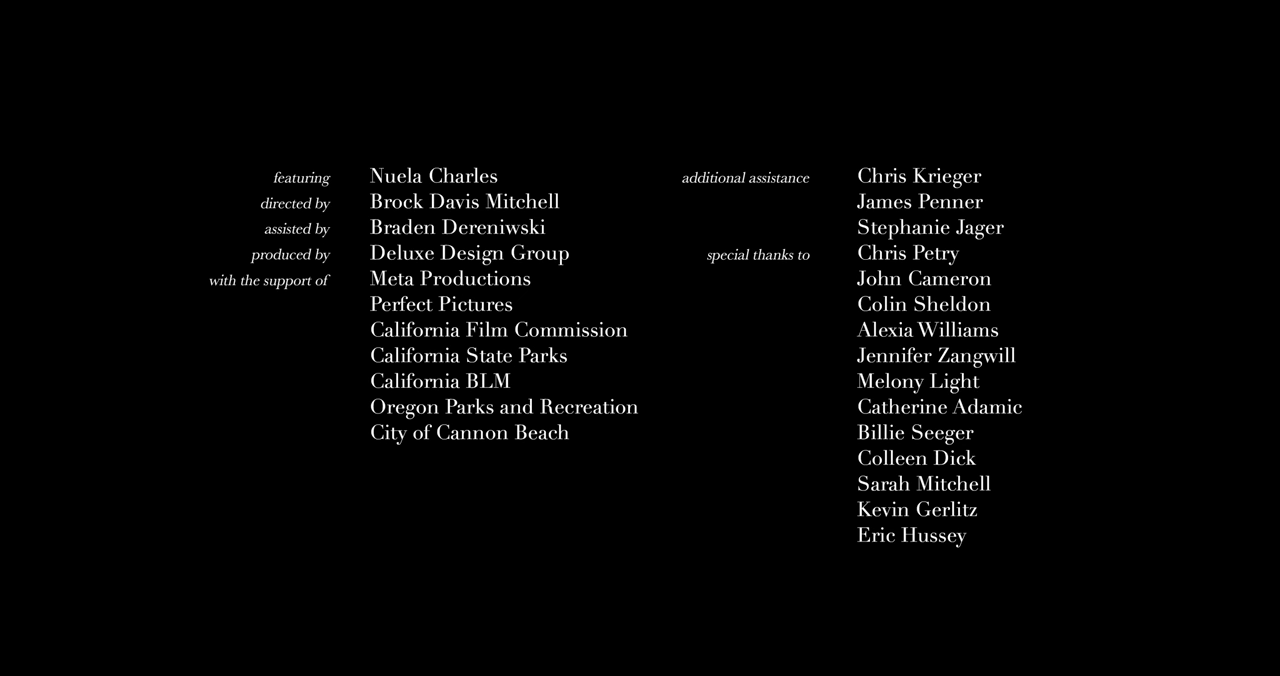 featuring Nuela Charles
directed by Brock Davis Mitchell
assisted by Braden Dereniwski
produced by Deluxe Design Group
with the support of Meta Productions
Perfect Pictures
California Film Commission
California State Parks
California BLM
Oregon Parks and Recreation
City of Cannon Beach
additional assistance Chris Krieger
James Penner
Stephanie Jager
special thanks to Chris Petry
John Cameron
Colin Sheldon
Alexia Williams
Jennifer Zangwill
Melony Light
Catherine Adamic
Billie Seeger
Colleen Dick
Sarah Mitchell
Kevin Gerlitz
Eric Hussey